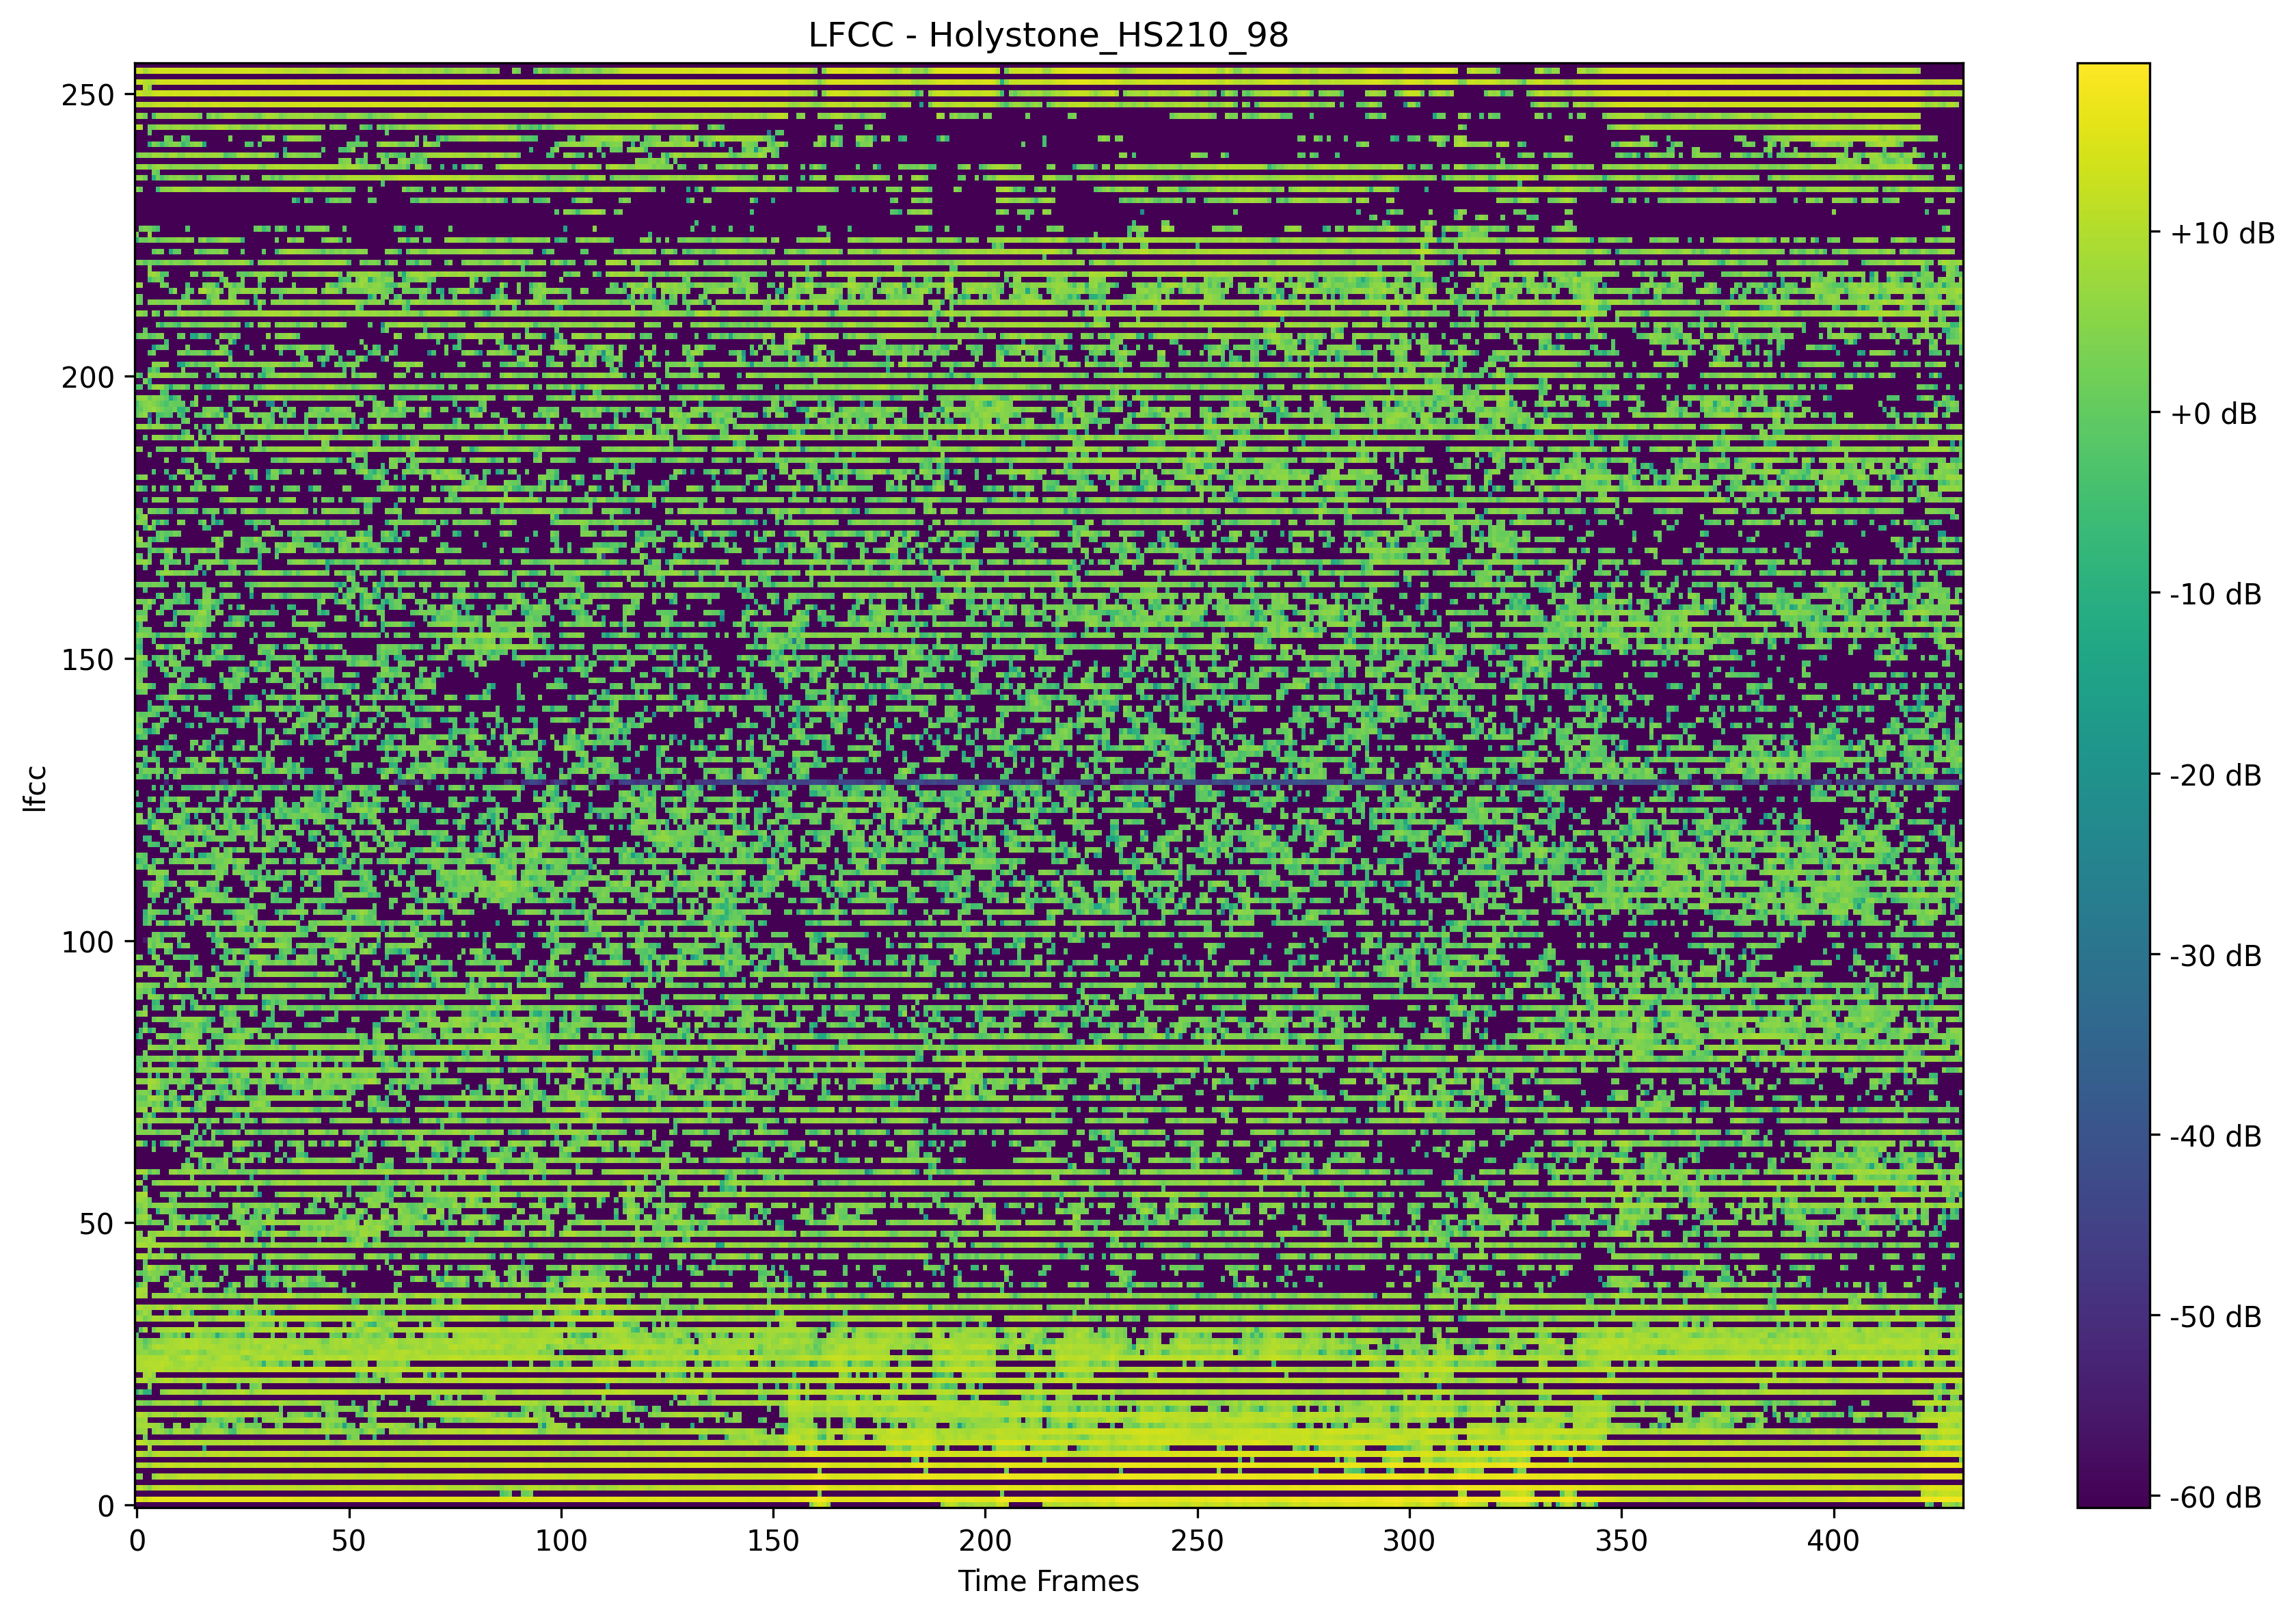 LFCC - Holystone_HS210_98
250
200
150
100
50
0
lfcc
0 50 100 150 200 250 300 350 400
Time Frames
+10 dB
+0 dB
-10 dB
-20 dB
-30 dB
-40 dB
-50 dB
-60 dB